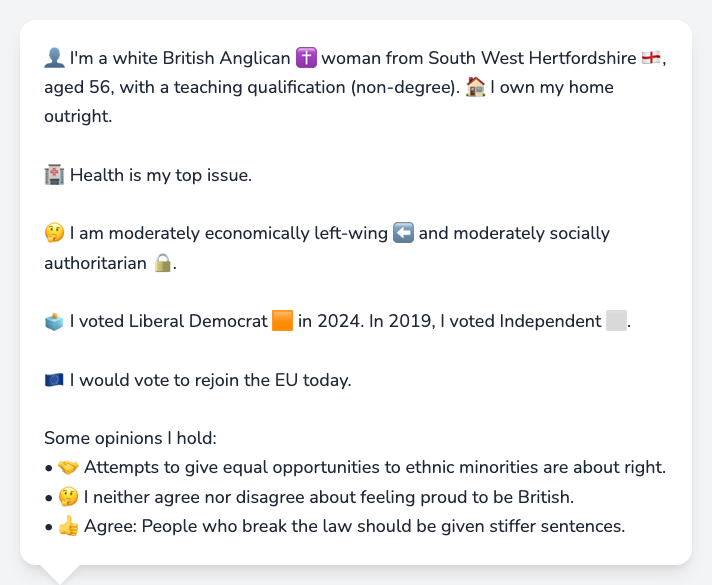 👤 I'm a white British Anglican ✝️ woman from South West Hertfordshire 🏴󠁧󠁢󠁥󠁮󠁧󠁿,
aged 56, with a teaching qualification (non-degree). 🏠 I own my home
outright.
🏥 Health is my top issue.
🤔 I am moderately economically left-wing ⬅️ and moderately socially
authoritarian 🔒.
🗳️ I voted Liberal Democrat 🟧 in 2024. In 2019, I voted Independent ⬜.
🇪🇺 I would vote to rejoin the EU today.
Some opinions I hold:
• 🤝 Attempts to give equal opportunities to ethnic minorities are about right.
• 🤔 I neither agree nor disagree about feeling proud to be British.
• 👍 Agree: People who break the law should be given stiffer sentences.